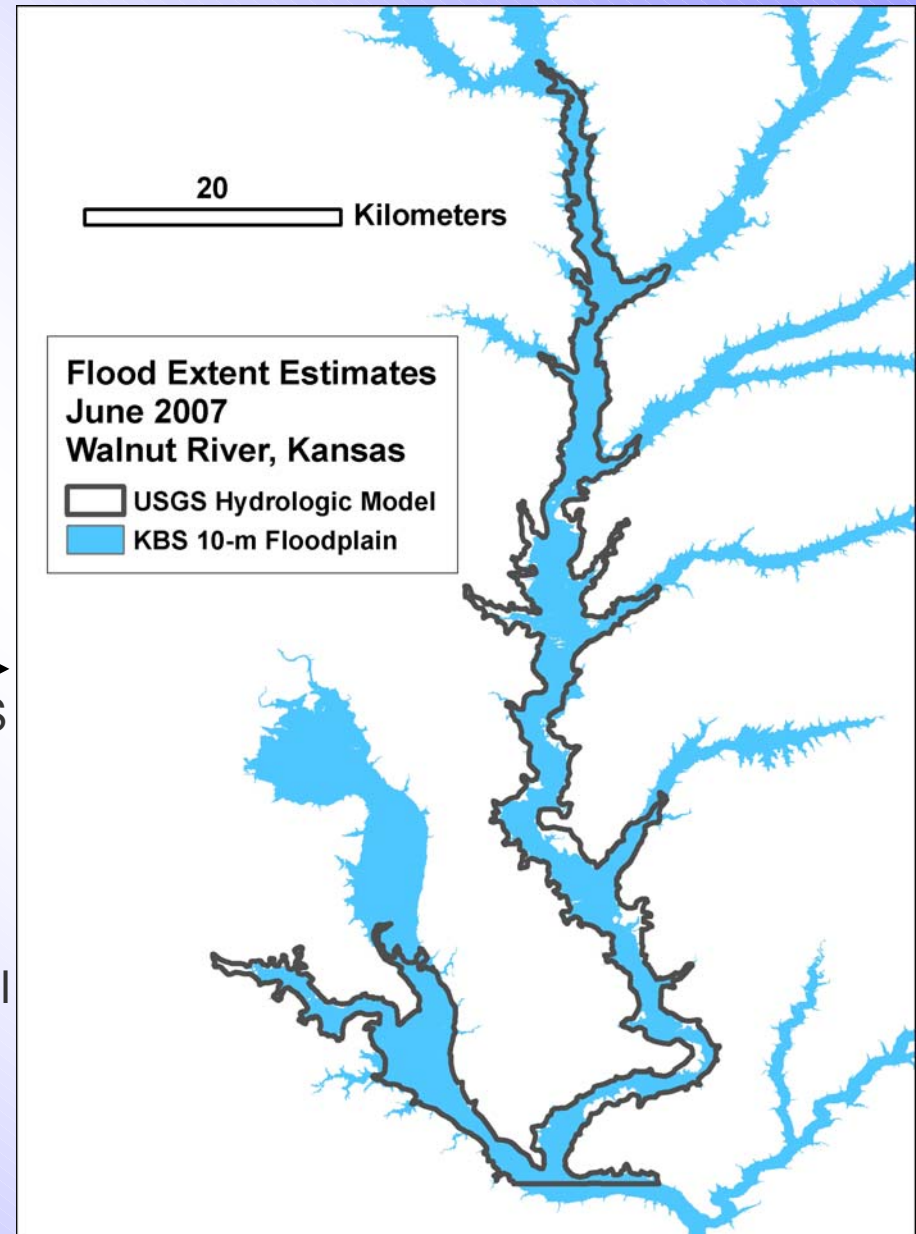 20
Kilometers
Flood Extent Estimates
June 2007
Walnut River, Kansas
USGS Hydrologic Model
KBS 10-m Floodplain